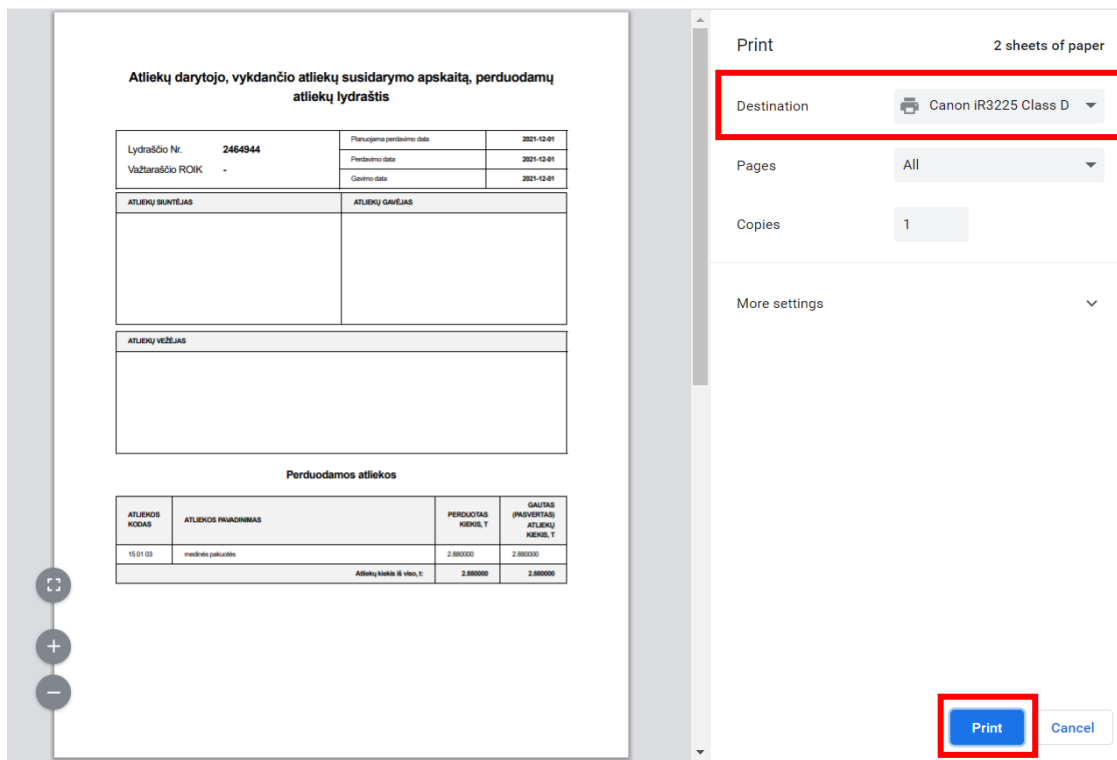 Atliekų darytojo, vykdančio atliekų susidarymo apskaitą, perduodamų
atliekų lydraštis
Lydraščio Nr. 2464944
Važtaraščio ROIK -
Planuojama perdavimo data 2021-12-01
Perdavimo data 2021-12-01
Gavimo data 2021-12-01
ATLIEKŲ SIUNTĖJAS ATLIEKŲ GAVĖJAS
ATLIEKŲ VEŽĖJAS
Perduodamos atliekos
ATLIEKOS
KODAS
ATLIEKOS PAVADINIMAS
PERDUOTAS
KIEKIS, T
GAUTAS
(PASVERTAS)
ATLIEKŲ
KIEKIS, T
15 01 03 medinės pakuotės 2.880000 2.880000
Atliekų kiekis iš viso, t: 2.880000 2.880000
Print 2 sheets of paper
Destination Canon iR3225 Class D
Pages All
Copies 1
More settings
Print Cancel